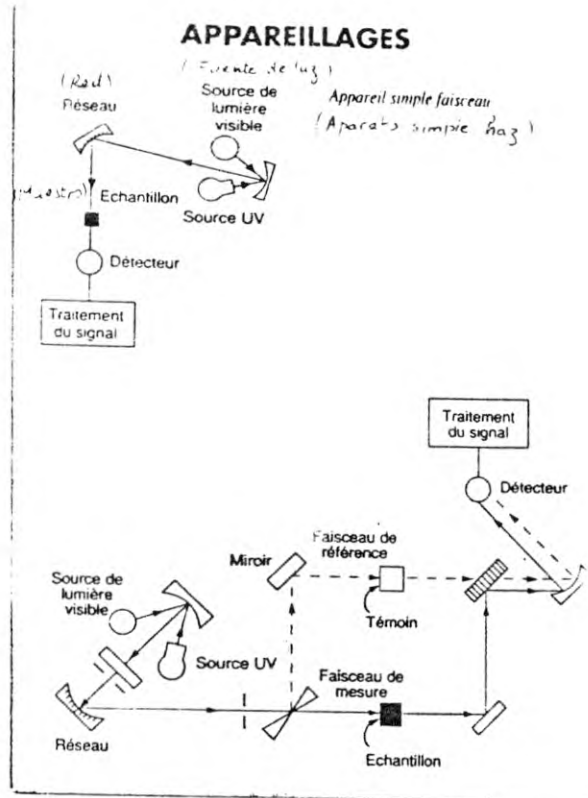 APPAREILLAGES
(Red)
Réseau
(Fuente de luz)
Source de
lumière
visible
Appareil simple faisceau
(Aparato simple haz)
Echantillon
Source UV
Détecteur
Traitement
du signal
Traitement
du signal
Détecteur
Faisceau de
référence
Miroir
Témoin
Source de
lumière
visible
Source UV
Faisceau de
mesure
Réseau
Echantillon